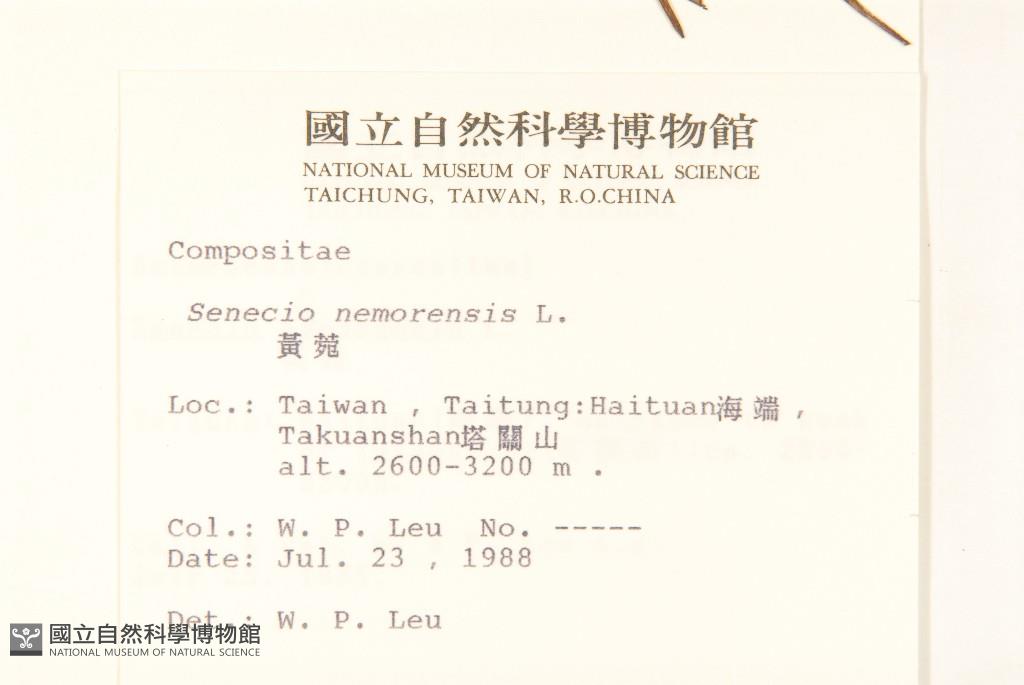 國立自然科學博物館
NATIONAL MUSEUM OF NATURAL SCIENCE
TAICHUNG, TAIWAN, R.O.CHINA
Compositae
Senecio nemorensis L.
黃菀
Loc.: Taiwan , Taitung:Haituan海端 ,
Takuanshan塔關山
alt. 2600-3200 m .
Col.: W. P. Leu No. -----
Date: Jul. 23 , 1988
Det.: W. P. Leu
國立自然科學博物館
NATIONAL MUSEUM OF NATURAL SCIENCE